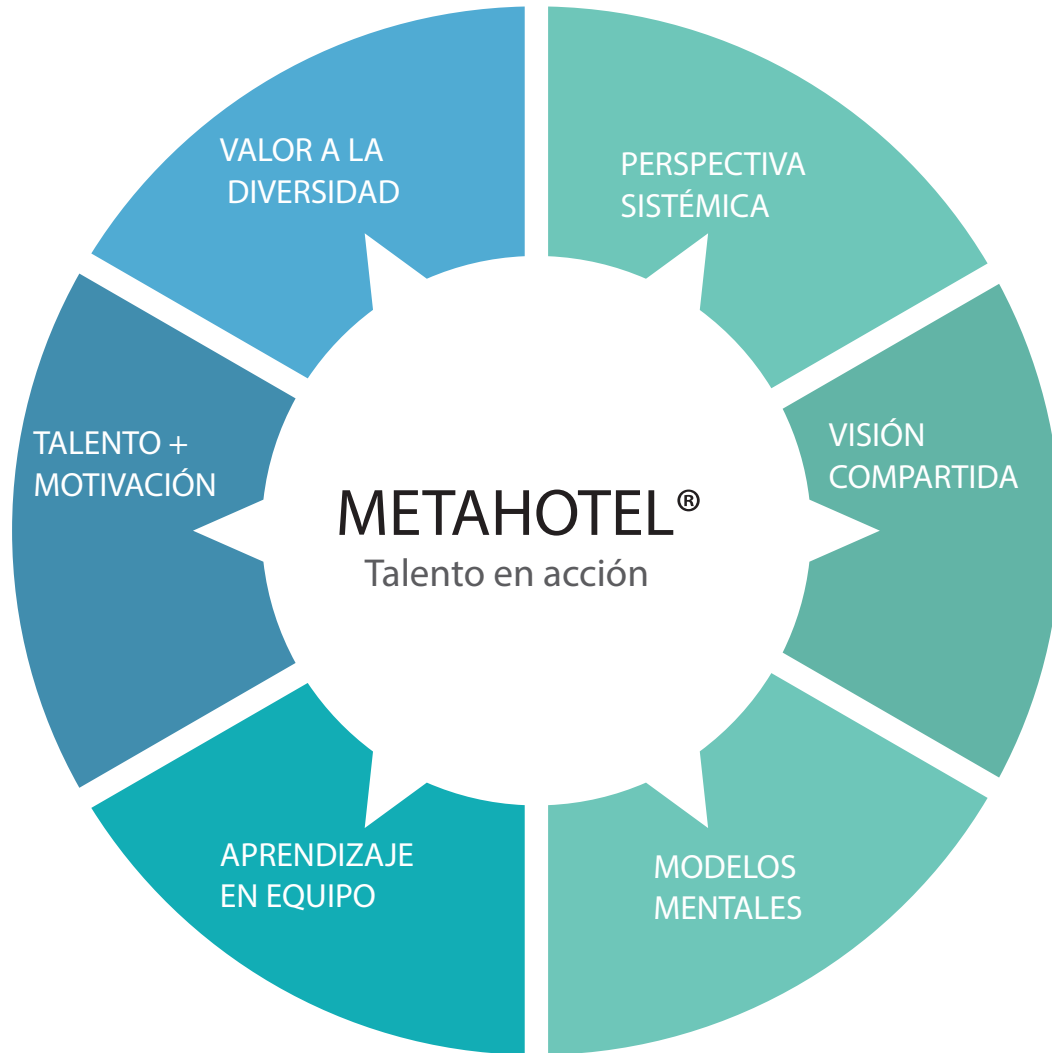 VALOR A LA
DIVERSIDAD
PERSPECTIVA
SISTÉMICA
TALENTO +
MOTIVACIÓN
VISIÓN
COMPARTIDA
METAHOTEL®
Talento en acción
APRENDIZAJE
EN EQUIPO
MODELOS
MENTALES